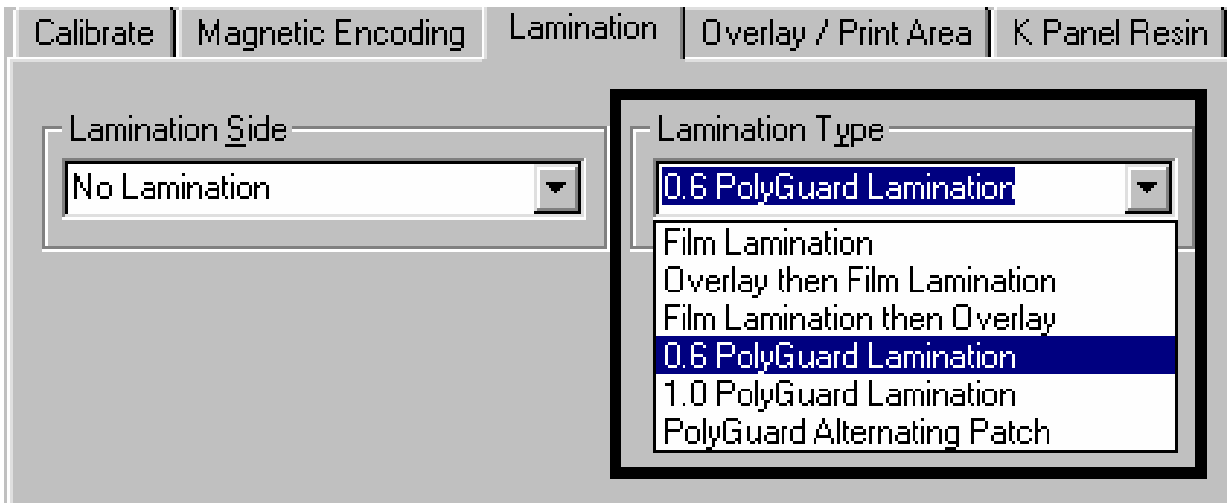 Calibrate
Magnetic Encoding
Lamination
Overlay / Print Area
K Panel Resin
Lamination Side
No Lamination
Lamination Type
0.6 PolyGuard Lamination
Film Lamination
Overlay then Film Lamination
Film Lamination then Overlay
0.6 PolyGuard Lamination
1.0 PolyGuard Lamination
PolyGuard Alternating Patch